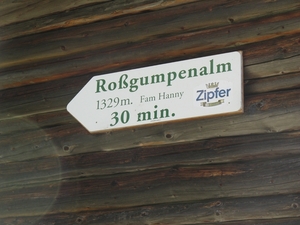 Roßgumpenalm
1329m. Fam Hanny
30 min.
Zipfer